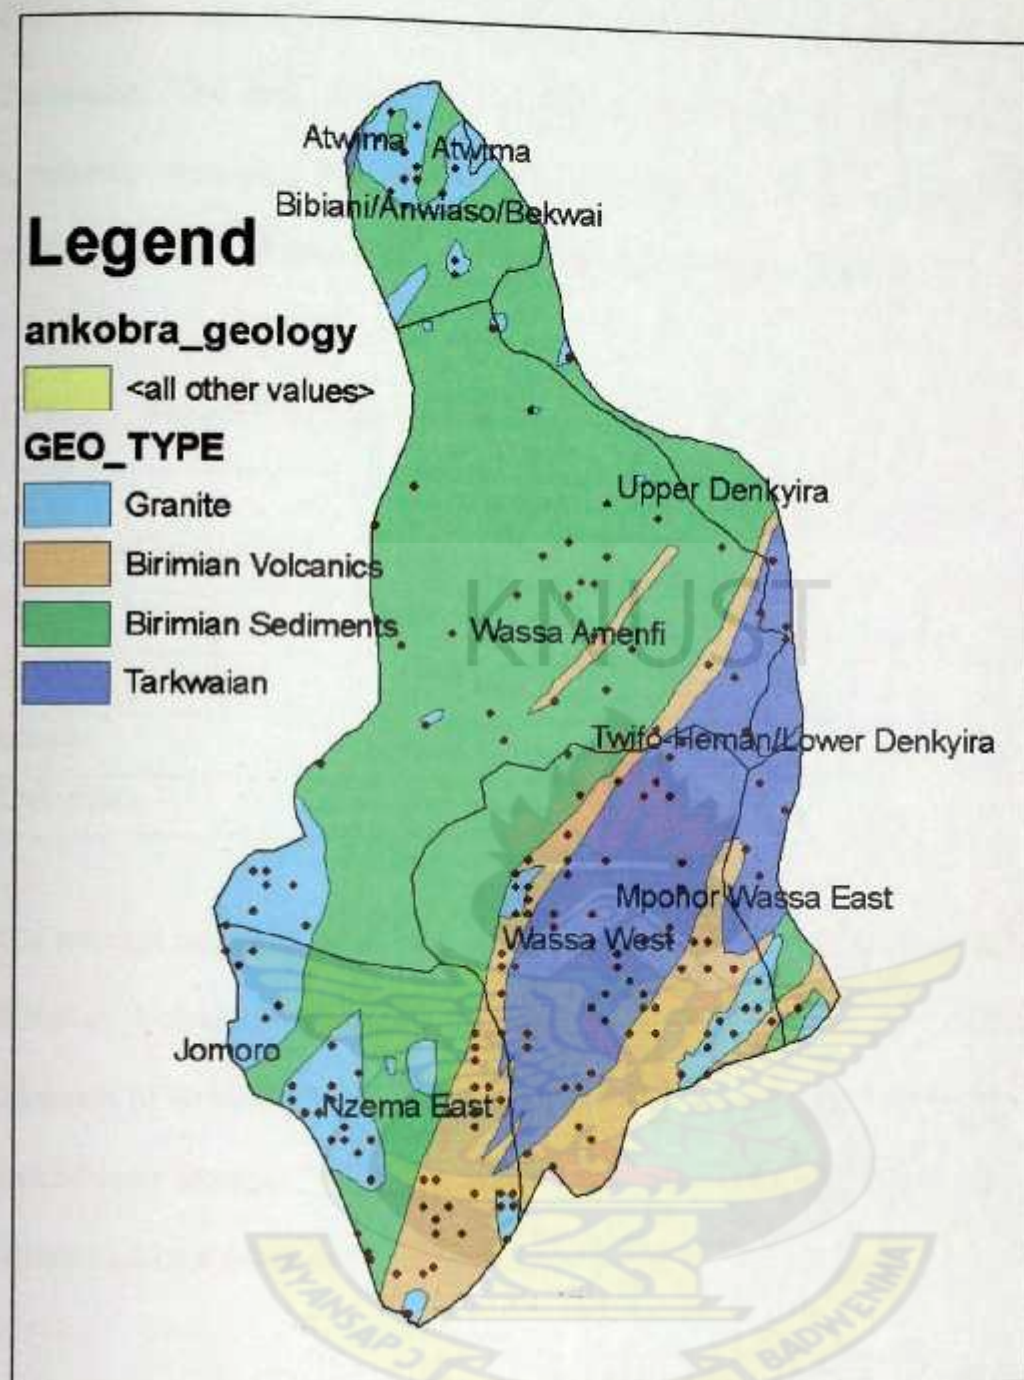 Atwima
Atwima
Bibiani/Anwiaso/Bekwai
Legend
ankobra_geology
<all other values>
GEO_TYPE
Granite
Birimian Volcanics
Birimian Sediments
Tarkwaian
Upper Denkyira
KNUST
Wassa Amenfi
Twifo-Heman/Lower Denkyira
Mpohor Wassa East
Wassa West
Jomoro
Nzema East
NYANSAPƆ
BADWENMA